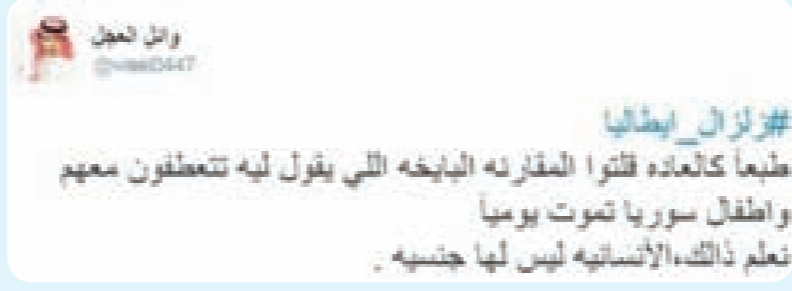 وائل العجل
#زلزال_ايطاليا
طبعاً كالعاده قلتوا المقارنه البايخه اللي يقول ليه تتعطفون معهم
واطفال سوريا تموت يومياً
نعلم ذالك،الأنسانيه ليس لها جنسيه .